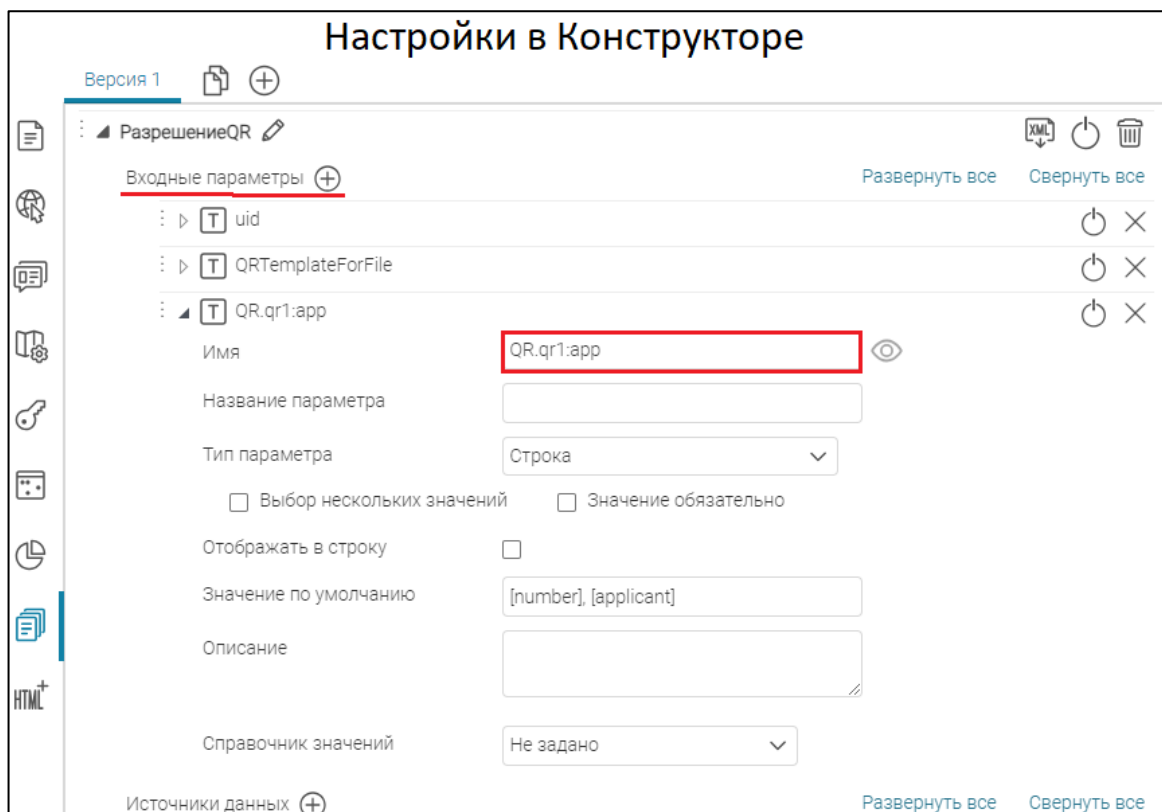 Настройки в Конструкторе
Версия 1
РазрешениеQR
XML
Входные параметры
Развернуть все Свернуть все
T uid
T QRTemplateForFile
T QR.qr1:app
Имя QR.qr1:app
Название параметра
Тип параметра Строка
Выбор нескольких значений Значение обязательно
Отображать в строку
Значение по умолчанию [number], [applicant]
Описание
HTML+
Справочник значений Не задано
Источники данных Развернуть все Свернуть все